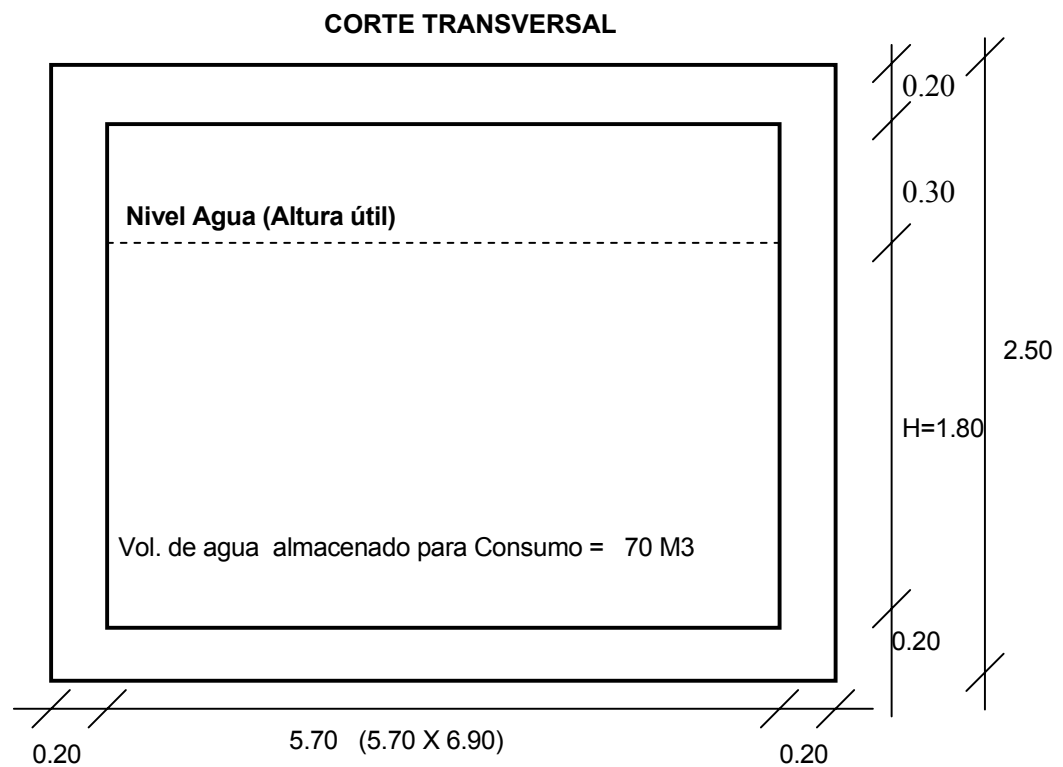 CORTE TRANSVERSAL
0.20
0.30
Nivel Agua (Altura útil)
2.50
H=1.80
Vol. de agua almacenado para Consumo = 70 M3
0.20
5.70 (5.70 X 6.90)
0.20
0.20